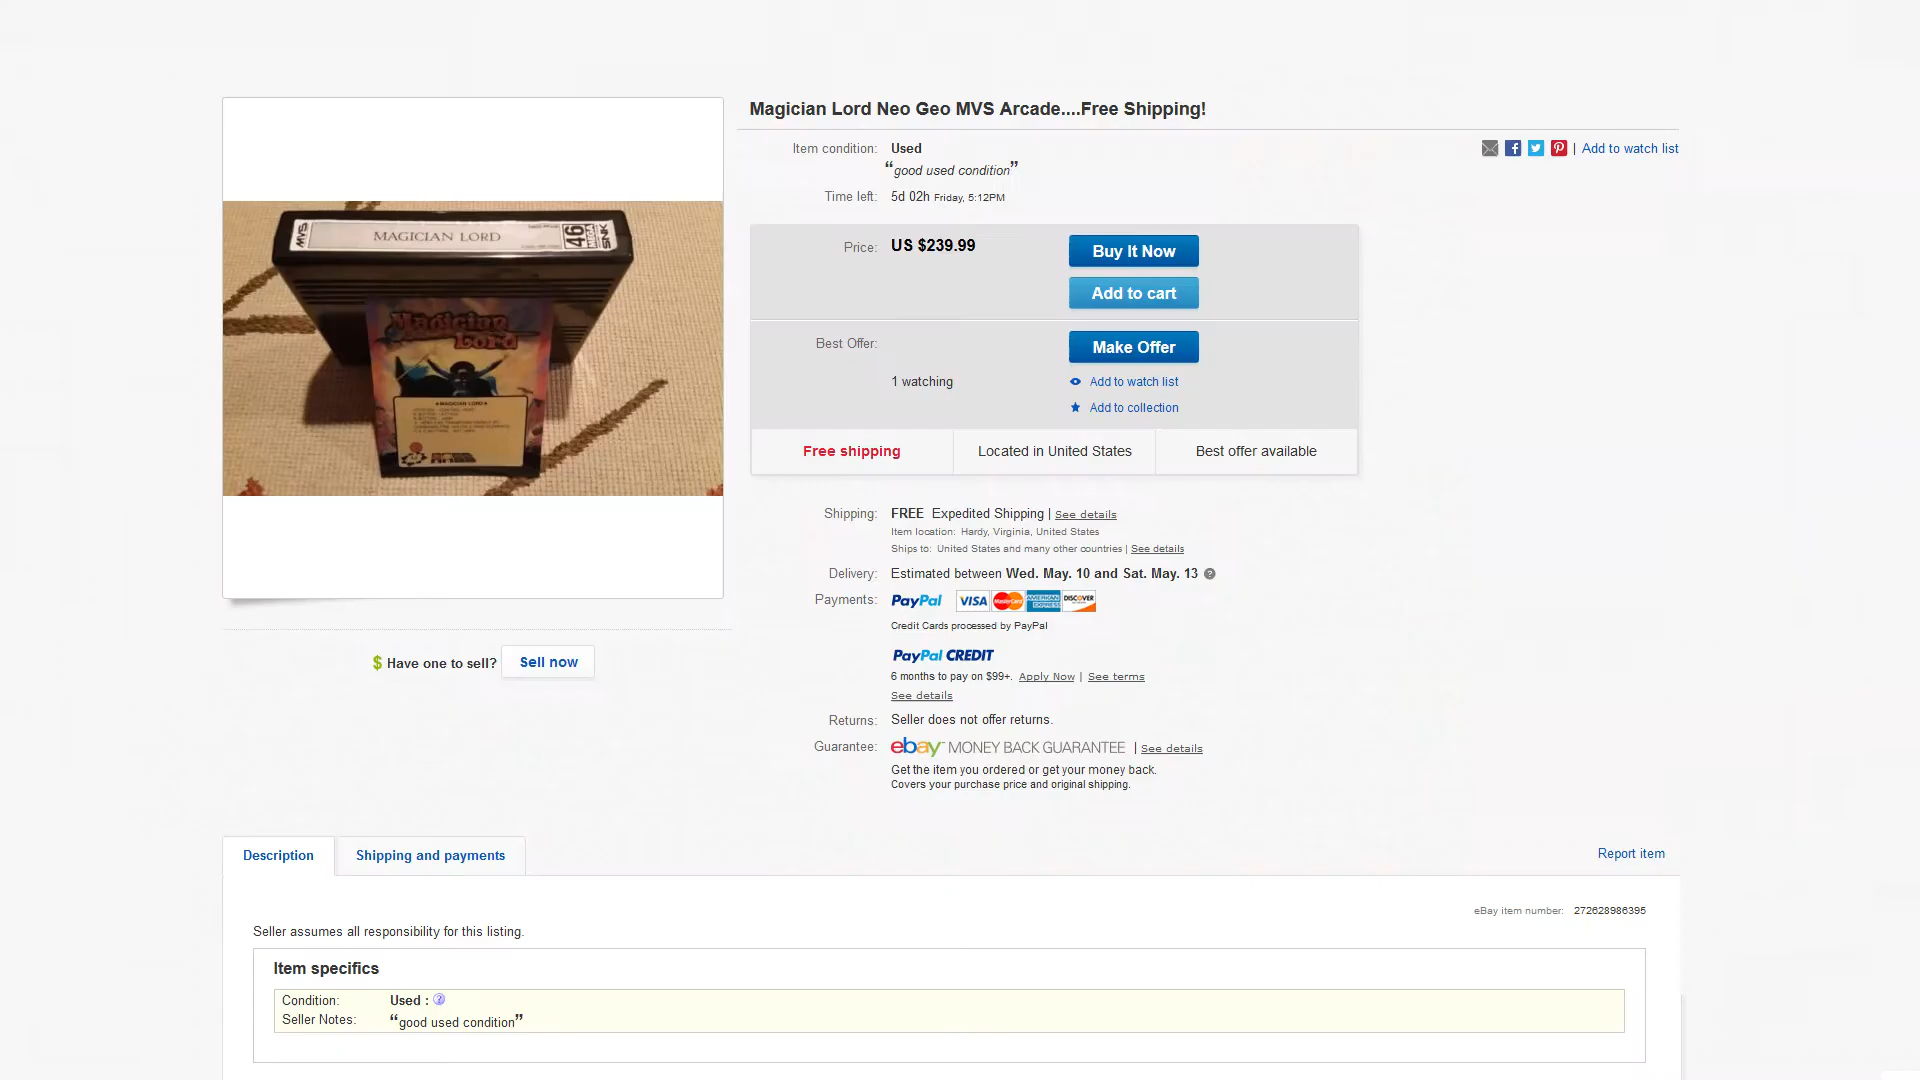 Magician Lord Neo Geo MVS Arcade....Free Shipping!
Item condition: Used
“good used condition”
Time left: 5d 02h Friday, 5:12PM
| Add to watch list
Price: US $239.99
Buy It Now
Add to cart
Best Offer:
Make Offer
1 watching
Add to watch list
Add to collection
Free shipping
Located in United States
Best offer available
Shipping: FREE Expedited Shipping | See details
Item location: Hardy, Virginia, United States
Ships to: United States and many other countries | See details
Delivery: Estimated between Wed. May. 10 and Sat. May. 13
Payments: PayPal VISA MasterCard AMERICAN EXPRESS DISCOVER
Credit Cards processed by PayPal
PayPal CREDIT
6 months to pay on $99+. Apply Now | See terms
See details
Returns: Seller does not offer returns.
Guarantee: ebay MONEY BACK GUARANTEE | See details
Get the item you ordered or get your money back.
Covers your purchase price and original shipping.
MVS MAGICIAN LORD 46 MEGA SNK
Magician
Lord
MAGICIAN LORD
$ Have one to sell? Sell now
Description
Shipping and payments
Report item
eBay item number: 272628986395
Seller assumes all responsibility for this listing.
Item specifics
Condition: Used :
Seller Notes: “good used condition”